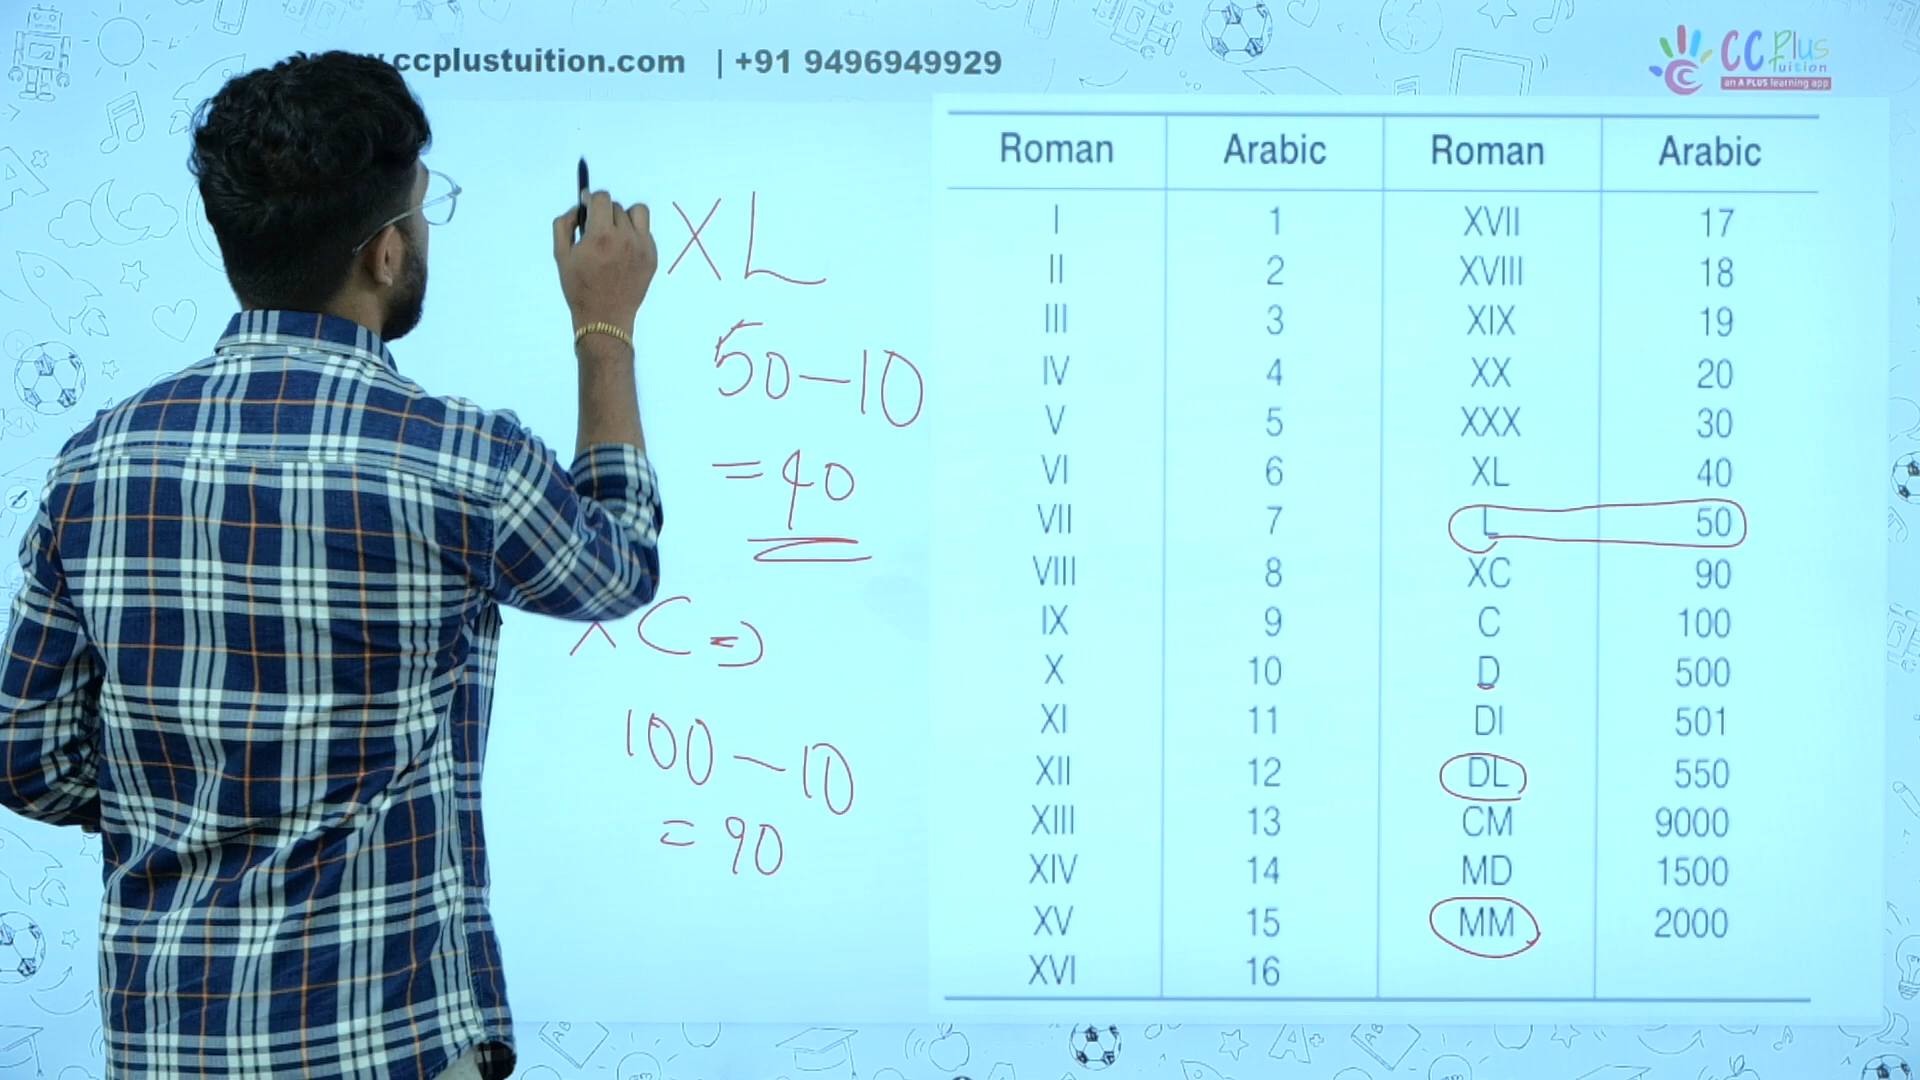 ccplustuition.com | +91 9496949929
CC Plus
Tuition
an A PLUS learning app
XL
50-10
=40
XC=>
100-10
=90
Roman Arabic Roman Arabic
I 1 XVII 17
II 2 XVIII 18
III 3 XIX 19
IV 4 XX 20
V 5 XXX 30
VI 6 XL 40
VII 7 L 50
VIII 8 XC 90
IX 9 C 100
X 10 D 500
XI 11 DI 501
XII 12 DL 550
XIII 13 CM 9000
XIV 14 MD 1500
XV 15 MM 2000
XVI 16